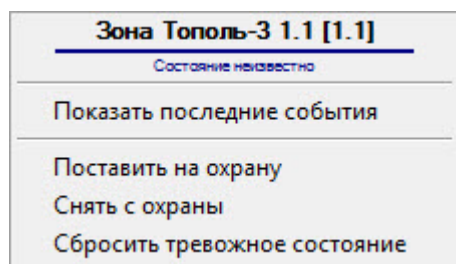 Зона Тополь-3 1.1 [1.1]
Состояние неизвестно
Показать последние события
Поставить на охрану
Снять с охраны
Сбросить тревожное состояние